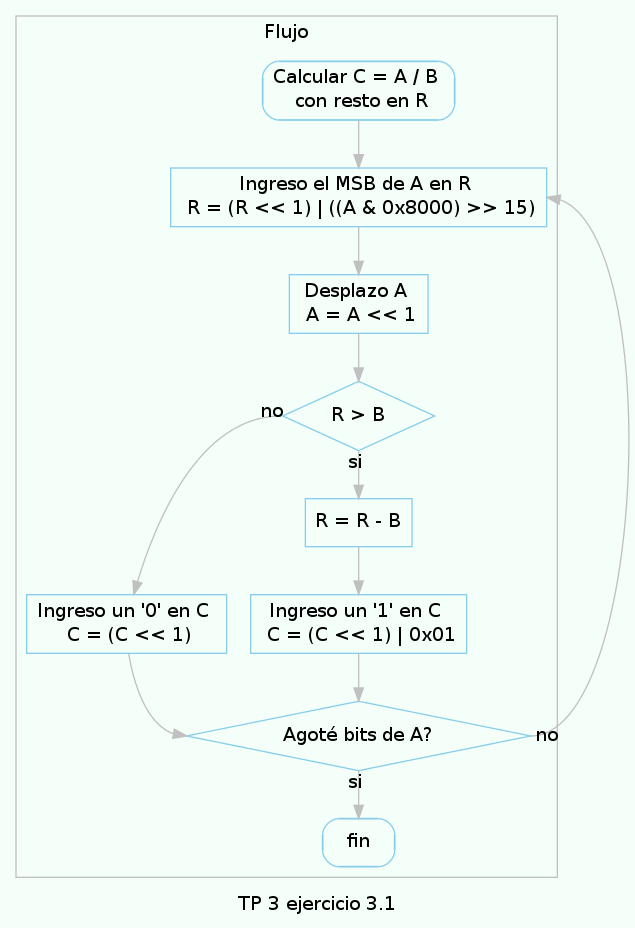 Flujo
Calcular C = A / B
con resto en R
Ingreso el MSB de A en R
R = (R << 1) | ((A & 0x8000) >> 15)
Desplazo A
A = A << 1
R > B
no
si
R = R - B
Ingreso un '0' en C
C = (C << 1)
Ingreso un '1' en C
C = (C << 1) | 0x01
Agoté bits de A?
no
si
fin
TP 3 ejercicio 3.1